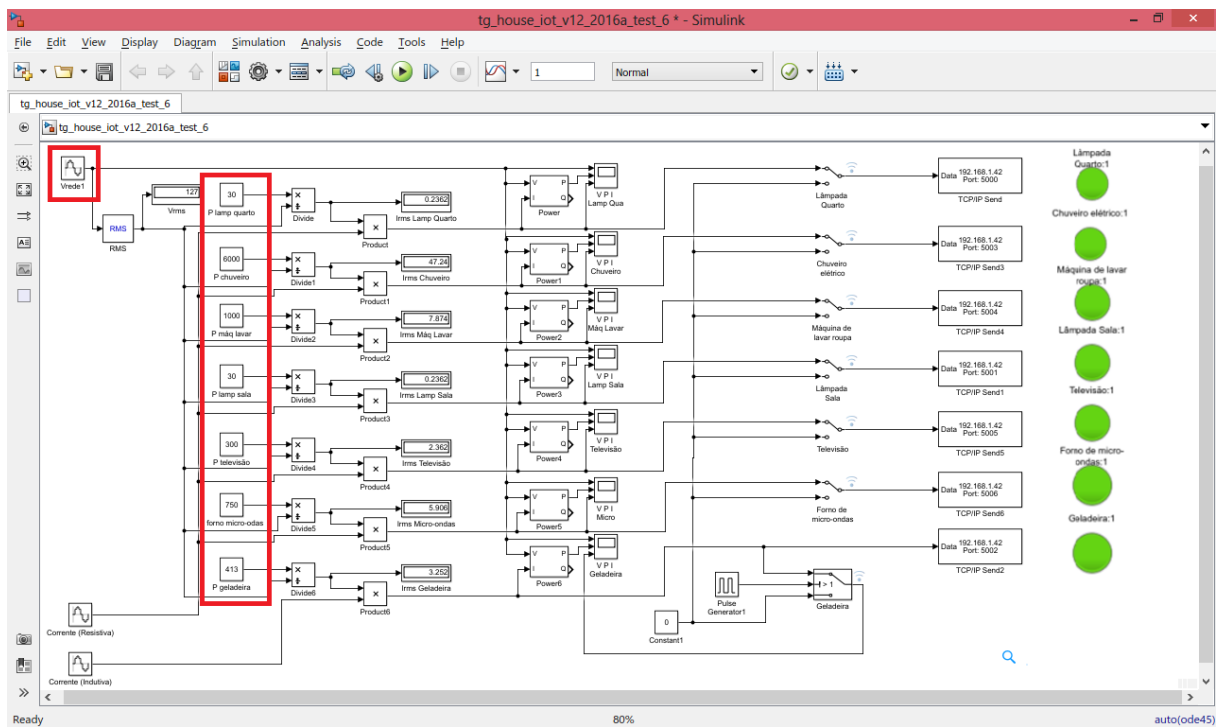 tg_house_iot_v12_2016a_test_6 * - Simulink
File Edit View Display Diagram Simulation Analysis Code Tools Help
1
Normal
tg_house_iot_v12_2016a_test_6
tg_house_iot_v12_2016a_test_6
Vrede1
127
Vrms
RMS
RMS
30
P lamp quarto
Divide
Product
0.2362
Irms Lamp Quarto
V
I
P
Q
Power
V P I
Lamp Qua
Lâmpada
Quarto
Data
192.168.1.42
Port: 5000
TCP/IP Send
Lâmpada
Quarto:1
6000
P chuveiro
Divide1
Product1
47.24
Irms Chuveiro
V
I
P
Q
Power1
V P I
Chuveiro
Chuveiro
elétrico
Data
192.168.1.42
Port: 5003
TCP/IP Send3
Chuveiro elétrico:1
1000
P máq lavar
Divide2
Product2
7.874
Irms Máq Lavar
V
I
P
Q
Power2
V P I
Máq Lavar
Máquina de
lavar roupa
Data
192.168.1.42
Port: 5004
TCP/IP Send4
Máquina de lavar
roupa:1
30
P lamp sala
Divide3
Product3
0.2362
Irms Lamp Sala
V
I
P
Q
Power3
V P I
Lamp Sala
Lâmpada
Sala
Data
192.168.1.42
Port: 5001
TCP/IP Send1
Lâmpada Sala:1
300
P televisão
Divide4
Product4
2.362
Irms Televisão
V
I
P
Q
Power4
V P I
Televisão
Televisão
Data
192.168.1.42
Port: 5005
TCP/IP Send5
Televisão:1
750
forno micro-odas
Divide5
Product5
5.906
Irms Micro-ondas
V
I
P
Q
Power5
V P I
Micro
Forno de
micro-ondas
Data
192.168.1.42
Port: 5006
TCP/IP Send6
Forno de micro-
ondas:1
413
P geladeira
Divide6
Product6
3.252
Irms Geladeira
V
I
P
Q
Power6
V P I
Geladeira
Data
192.168.1.42
Port: 5002
TCP/IP Send2
Geladeira:1
Pulse
Generator1
> 1
Geladeira
0
Constant1
Corrente (Resistiva)
Corrente (Indutiva)
Ready
80%
auto(ode45)